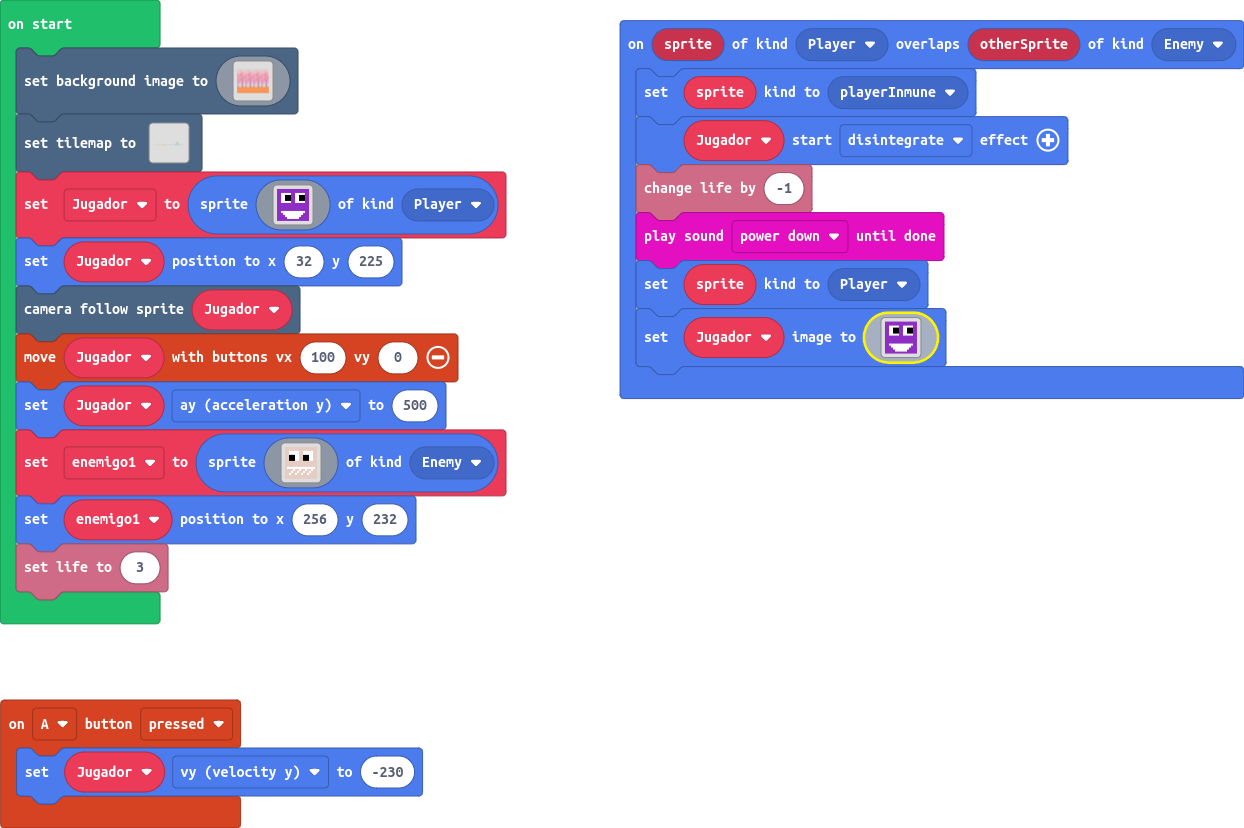 on start
set background image to
set tilemap to
set Jugador to sprite of kind Player
set Jugador position to x 32 y 225
camera follow sprite Jugador
move Jugador with buttons vx 100 vy 0
set Jugador ay (acceleration y) to 500
set enemigo1 to sprite of kind Enemy
set enemigo1 position to x 256 y 232
set life to 3
on A button pressed
set Jugador vy (velocity y) to -230
on sprite of kind Player overlaps otherSprite of kind Enemy
set sprite kind to playerInmune
Jugador start disintegrate effect
change life by -1
play sound power down until done
set sprite kind to Player
set Jugador image to